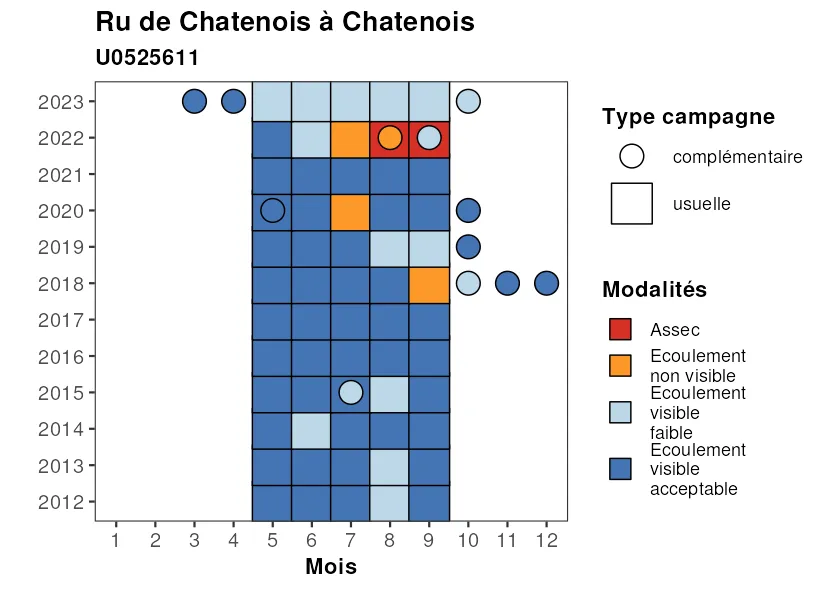 Ru de Chatenois à Chatenois
U0525611
2023
2022
2021
2020
2019
2018
2017
2016
2015
2014
2013
2012
1 2 3 4 5 6 7 8 9 10 11 12
Mois
Type campagne
complémentaire
usuelle
Modalités
Assec
Ecoulement
non visible
Ecoulement
visible
faible
Ecoulement
visible
acceptable